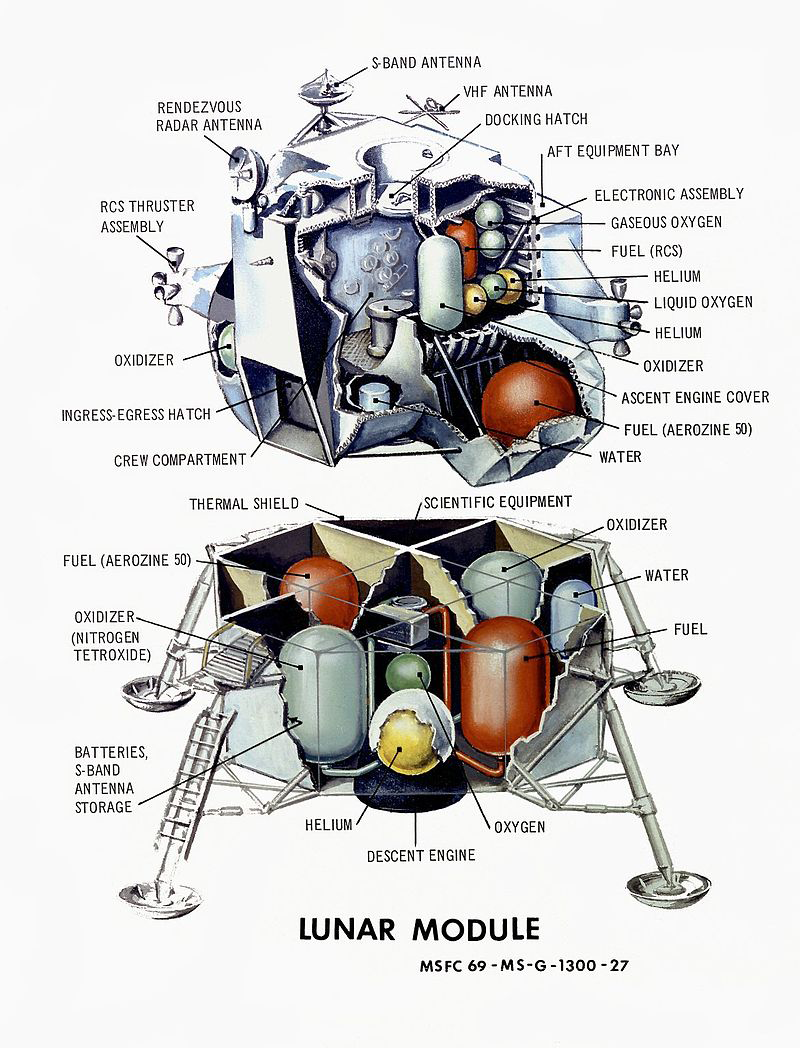 S-BAND ANTENNA
VHF ANTENNA
RENDEZVOUS
RADAR ANTENNA
DOCKING HATCH
AFT EQUIPMENT BAY
ELECTRONIC ASSEMBLY
RCS THRUSTER
ASSEMBLY
GASEOUS OXYGEN
FUEL (RCS)
HELIUM
LIQUID OXYGEN
HELIUM
OXIDIZER
OXIDIZER
ASCENT ENGINE COVER
INGRESS-EGRESS HATCH
FUEL (AEROZINE 50)
CREW COMPARTMENT
WATER
THERMAL SHIELD
SCIENTIFIC EQUIPMENT
OXIDIZER
FUEL (AEROZINE 50)
WATER
OXIDIZER
(NITROGEN
TETROXIDE)
FUEL
BATTERIES,
S-BAND
ANTENNA
STORAGE
HELIUM
OXYGEN
DESCENT ENGINE
LUNAR MODULE
MSFC 69-MS-G-1300-27